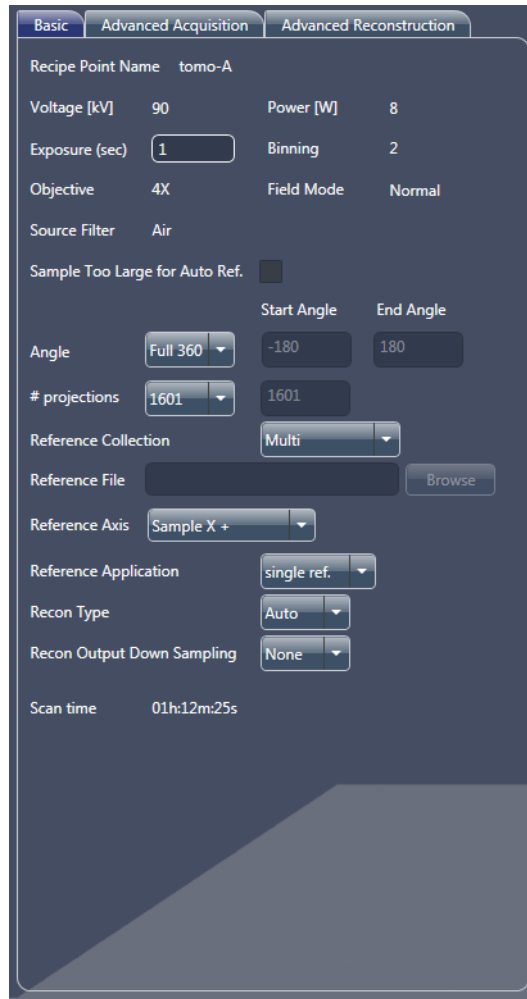 Basic Advanced Acquisition Advanced Reconstruction
Recipe Point Name tomo-A
Voltage [kV] 90 Power [W] 8
Exposure (sec) 1 Binning 2
Objective 4X Field Mode Normal
Source Filter Air
Sample Too Large for Auto Ref.
Start Angle End Angle
Angle Full 360 -180 180
# projections 1601 1601
Reference Collection Multi
Reference File Browse
Reference Axis Sample X +
Reference Application single ref.
Recon Type Auto
Recon Output Down Sampling None
Scan time 01h:12m:25s